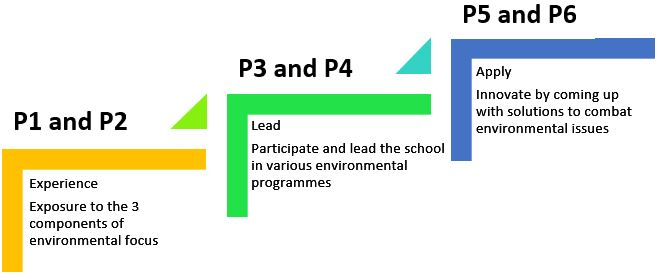 P1 and P2
Experience
Exposure to the 3
components of
environmental focus
P3 and P4
Lead
Participate and lead the school
in various environmental
programmes
P5 and P6
Apply
Innovate by coming up
with solutions to combat
environmental issues